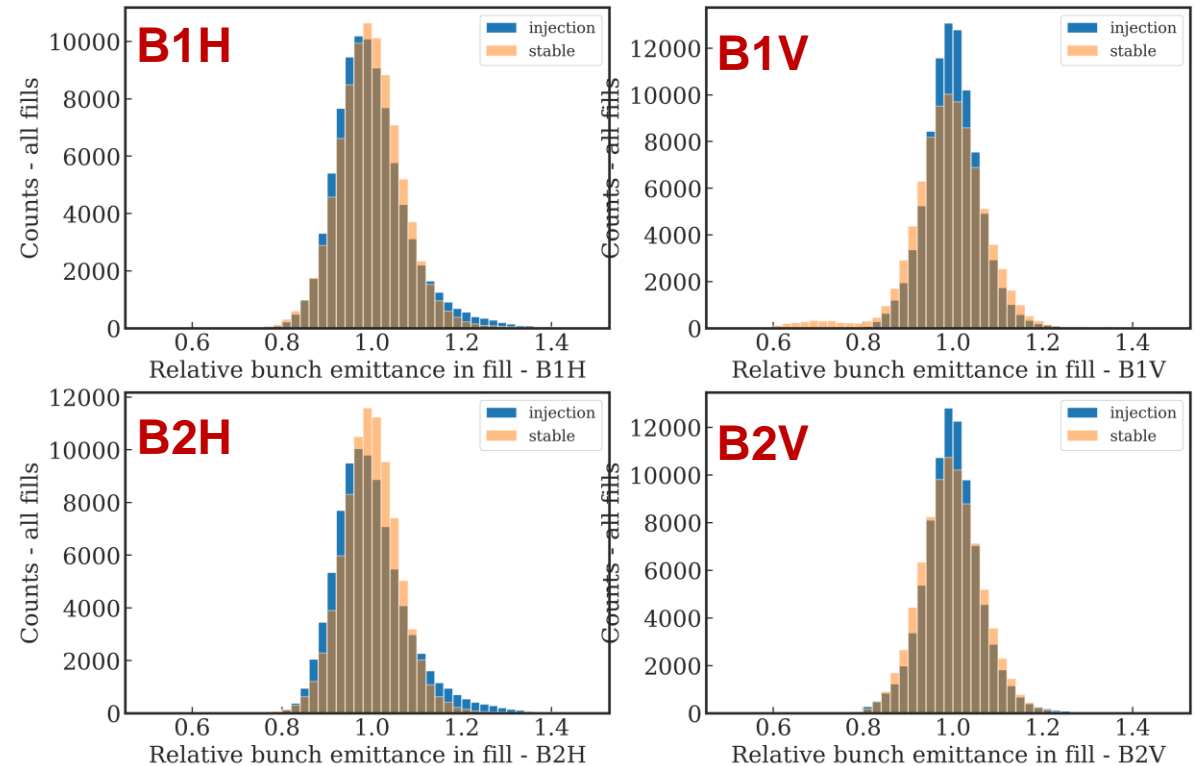 B1H
injection
stable
10000
8000
6000
4000
2000
0
Counts - all fills
0.6 0.8 1.0 1.2 1.4
Relative bunch emittance in fill - B1H
B1V
injection
stable
12000
10000
8000
6000
4000
2000
0
Counts - all fills
0.6 0.8 1.0 1.2 1.4
Relative bunch emittance in fill - B1V
B2H
injection
stable
12000
10000
8000
6000
4000
2000
0
Counts - all fills
0.6 0.8 1.0 1.2 1.4
Relative bunch emittance in fill - B2H
B2V
injection
stable
12000
10000
8000
6000
4000
2000
0
Counts - all fills
0.6 0.8 1.0 1.2 1.4
Relative bunch emittance in fill - B2V